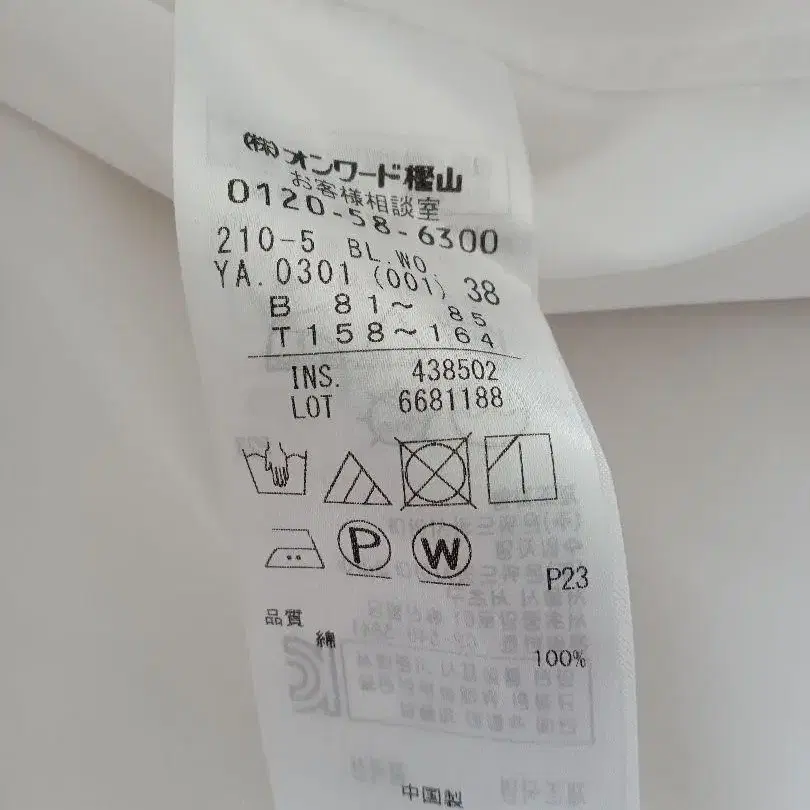 (株)オンワード樫山
お客様相談室
0120-58-6300
210-5 BL.WO.
YA.0301 (001) 38
B 81~85
T158~164
INS. 438502
LOT 6681188
P
W
P23
品質
綿
100%
中国製